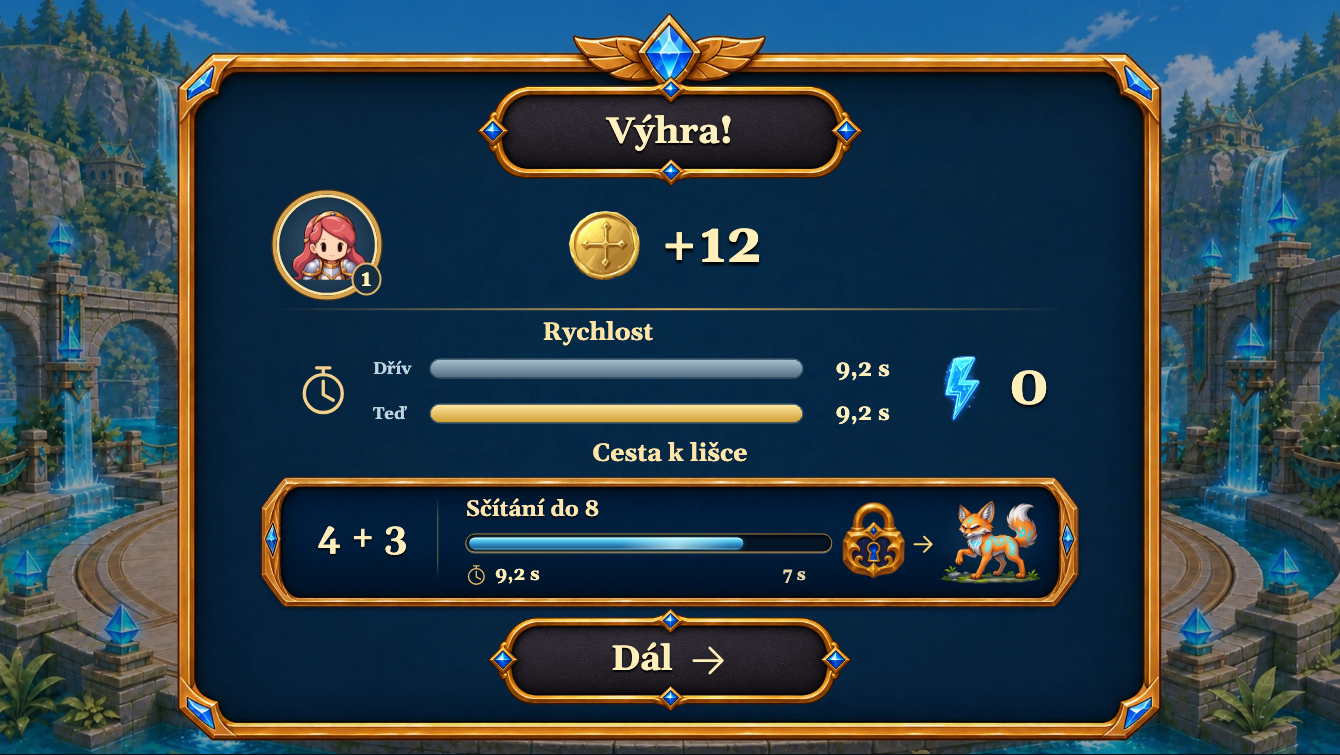 Výhra!
1
+12
Rychlost
Dřív 9,2 s
Teď 9,2 s
0
Cesta k lišce
4 + 3
Sčítání do 8
9,2 s 7 s
→
Dál →